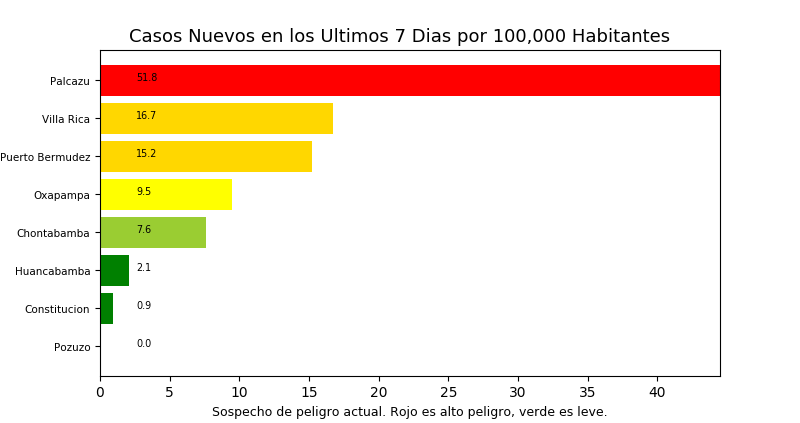 Casos Nuevos en los Ultimos 7 Dias por 100,000 Habitantes
Palcazu 51.8
Villa Rica 16.7
Puerto Bermudez 15.2
Oxapampa 9.5
Chontabamba 7.6
Huancabamba 2.1
Constitucion 0.9
Pozuzo 0.0
0 5 10 15 20 25 30 35 40
Sospecho de peligro actual. Rojo es alto peligro, verde es leve.